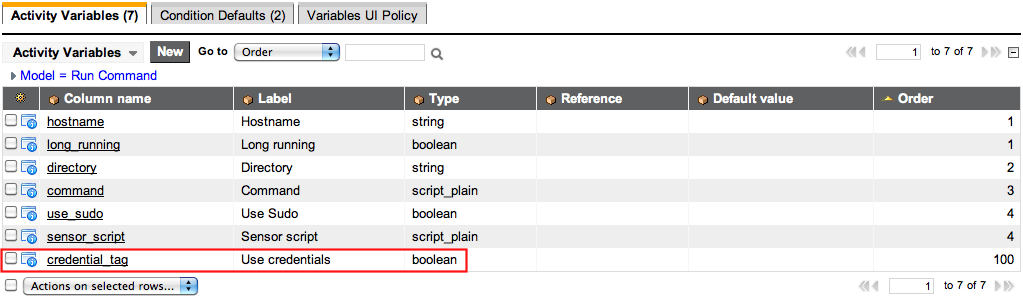 Activity Variables (7) Condition Defaults (2) Variables UI Policy
Activity Variables New Go to Order 1 to 7 of 7
Model = Run Command
Column name Label Type Reference Default value Order
hostname Hostname string 1
long_running Long running boolean 1
directory Directory string 2
command Command script_plain 3
use_sudo Use Sudo boolean 4
sensor_script Sensor script script_plain 4
credential_tag Use credentials boolean 100
Actions on selected rows... 1 to 7 of 7